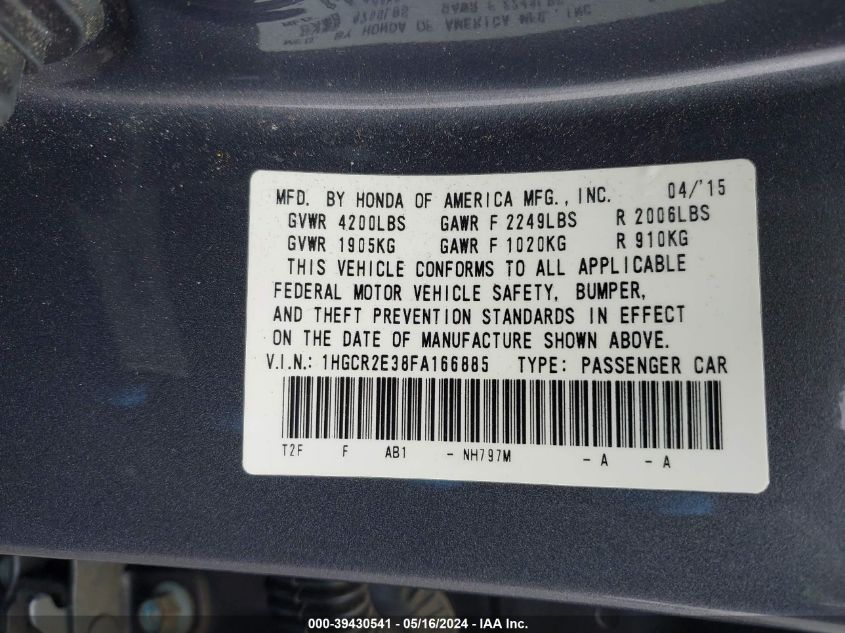 MFD. BY HONDA OF AMERICA MFG., INC. 04/'15
GVWR 4200LBS GAWR F 2249LBS R 2006LBS
GVWR 1905KG GAWR F 1020KG R 910KG
THIS VEHICLE CONFORMS TO ALL APPLICABLE
FEDERAL MOTOR VEHICLE SAFETY, BUMPER,
AND THEFT PREVENTION STANDARDS IN EFFECT
ON THE DATE OF MANUFACTURE SHOWN ABOVE.
V.I.N.: 1HGCR2E38FA166885 TYPE: PASSENGER CAR
T2F F AB1 - NH797M - A - A
000-39430541 - 05/16/2024 - IAA Inc.